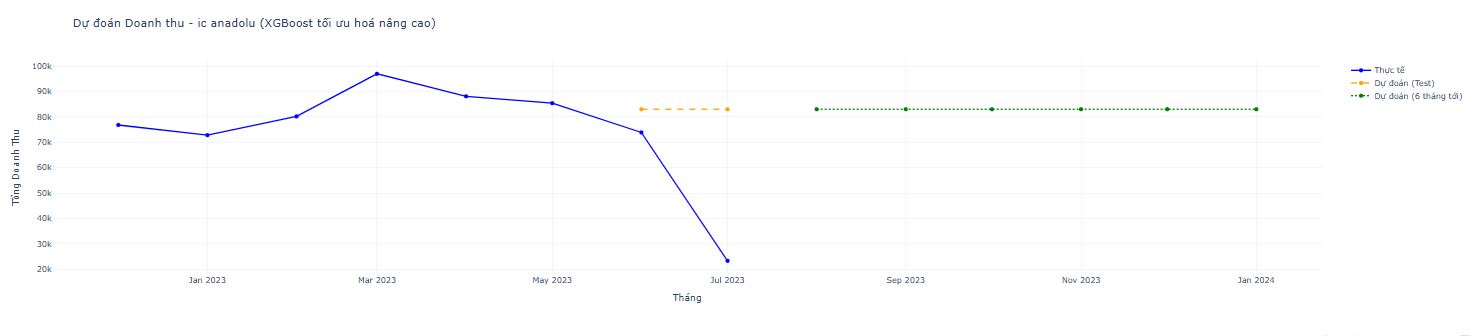 Dự đoán Doanh thu - ic anadolu (XGBoost tối ưu hoá nâng cao)
Thực tế
Dự đoán (Test)
Dự đoán (6 tháng tới)
Tổng Doanh Thu
100k
90k
80k
70k
60k
50k
40k
30k
20k
Jan 2023
Mar 2023
May 2023
Jul 2023
Sep 2023
Nov 2023
Jan 2024
Tháng